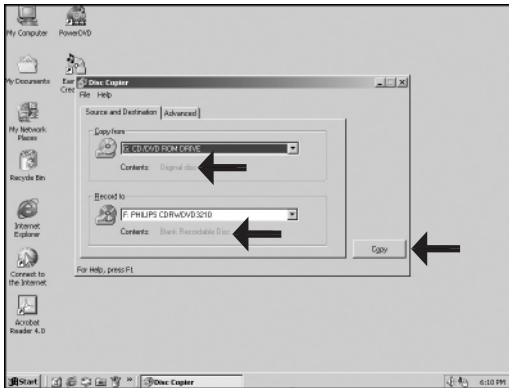 My Computer
PowerDVD
My Documents
My Network
Places
Recycle Bin
Internet
Explorer
Connect to
the Internet
Acrobat
Reader 4.0
Disc Copier
File Help
Source and Destination Advanced
Copy from
G: CD/DVD ROM DRIVE
Contents: Original disc
Record to
F: PHILIPS CDRW/DVD3210
Contents: Blank Recordable Disc
Copy
For Help, press F1
Start
Disc Copier
6:10 PM